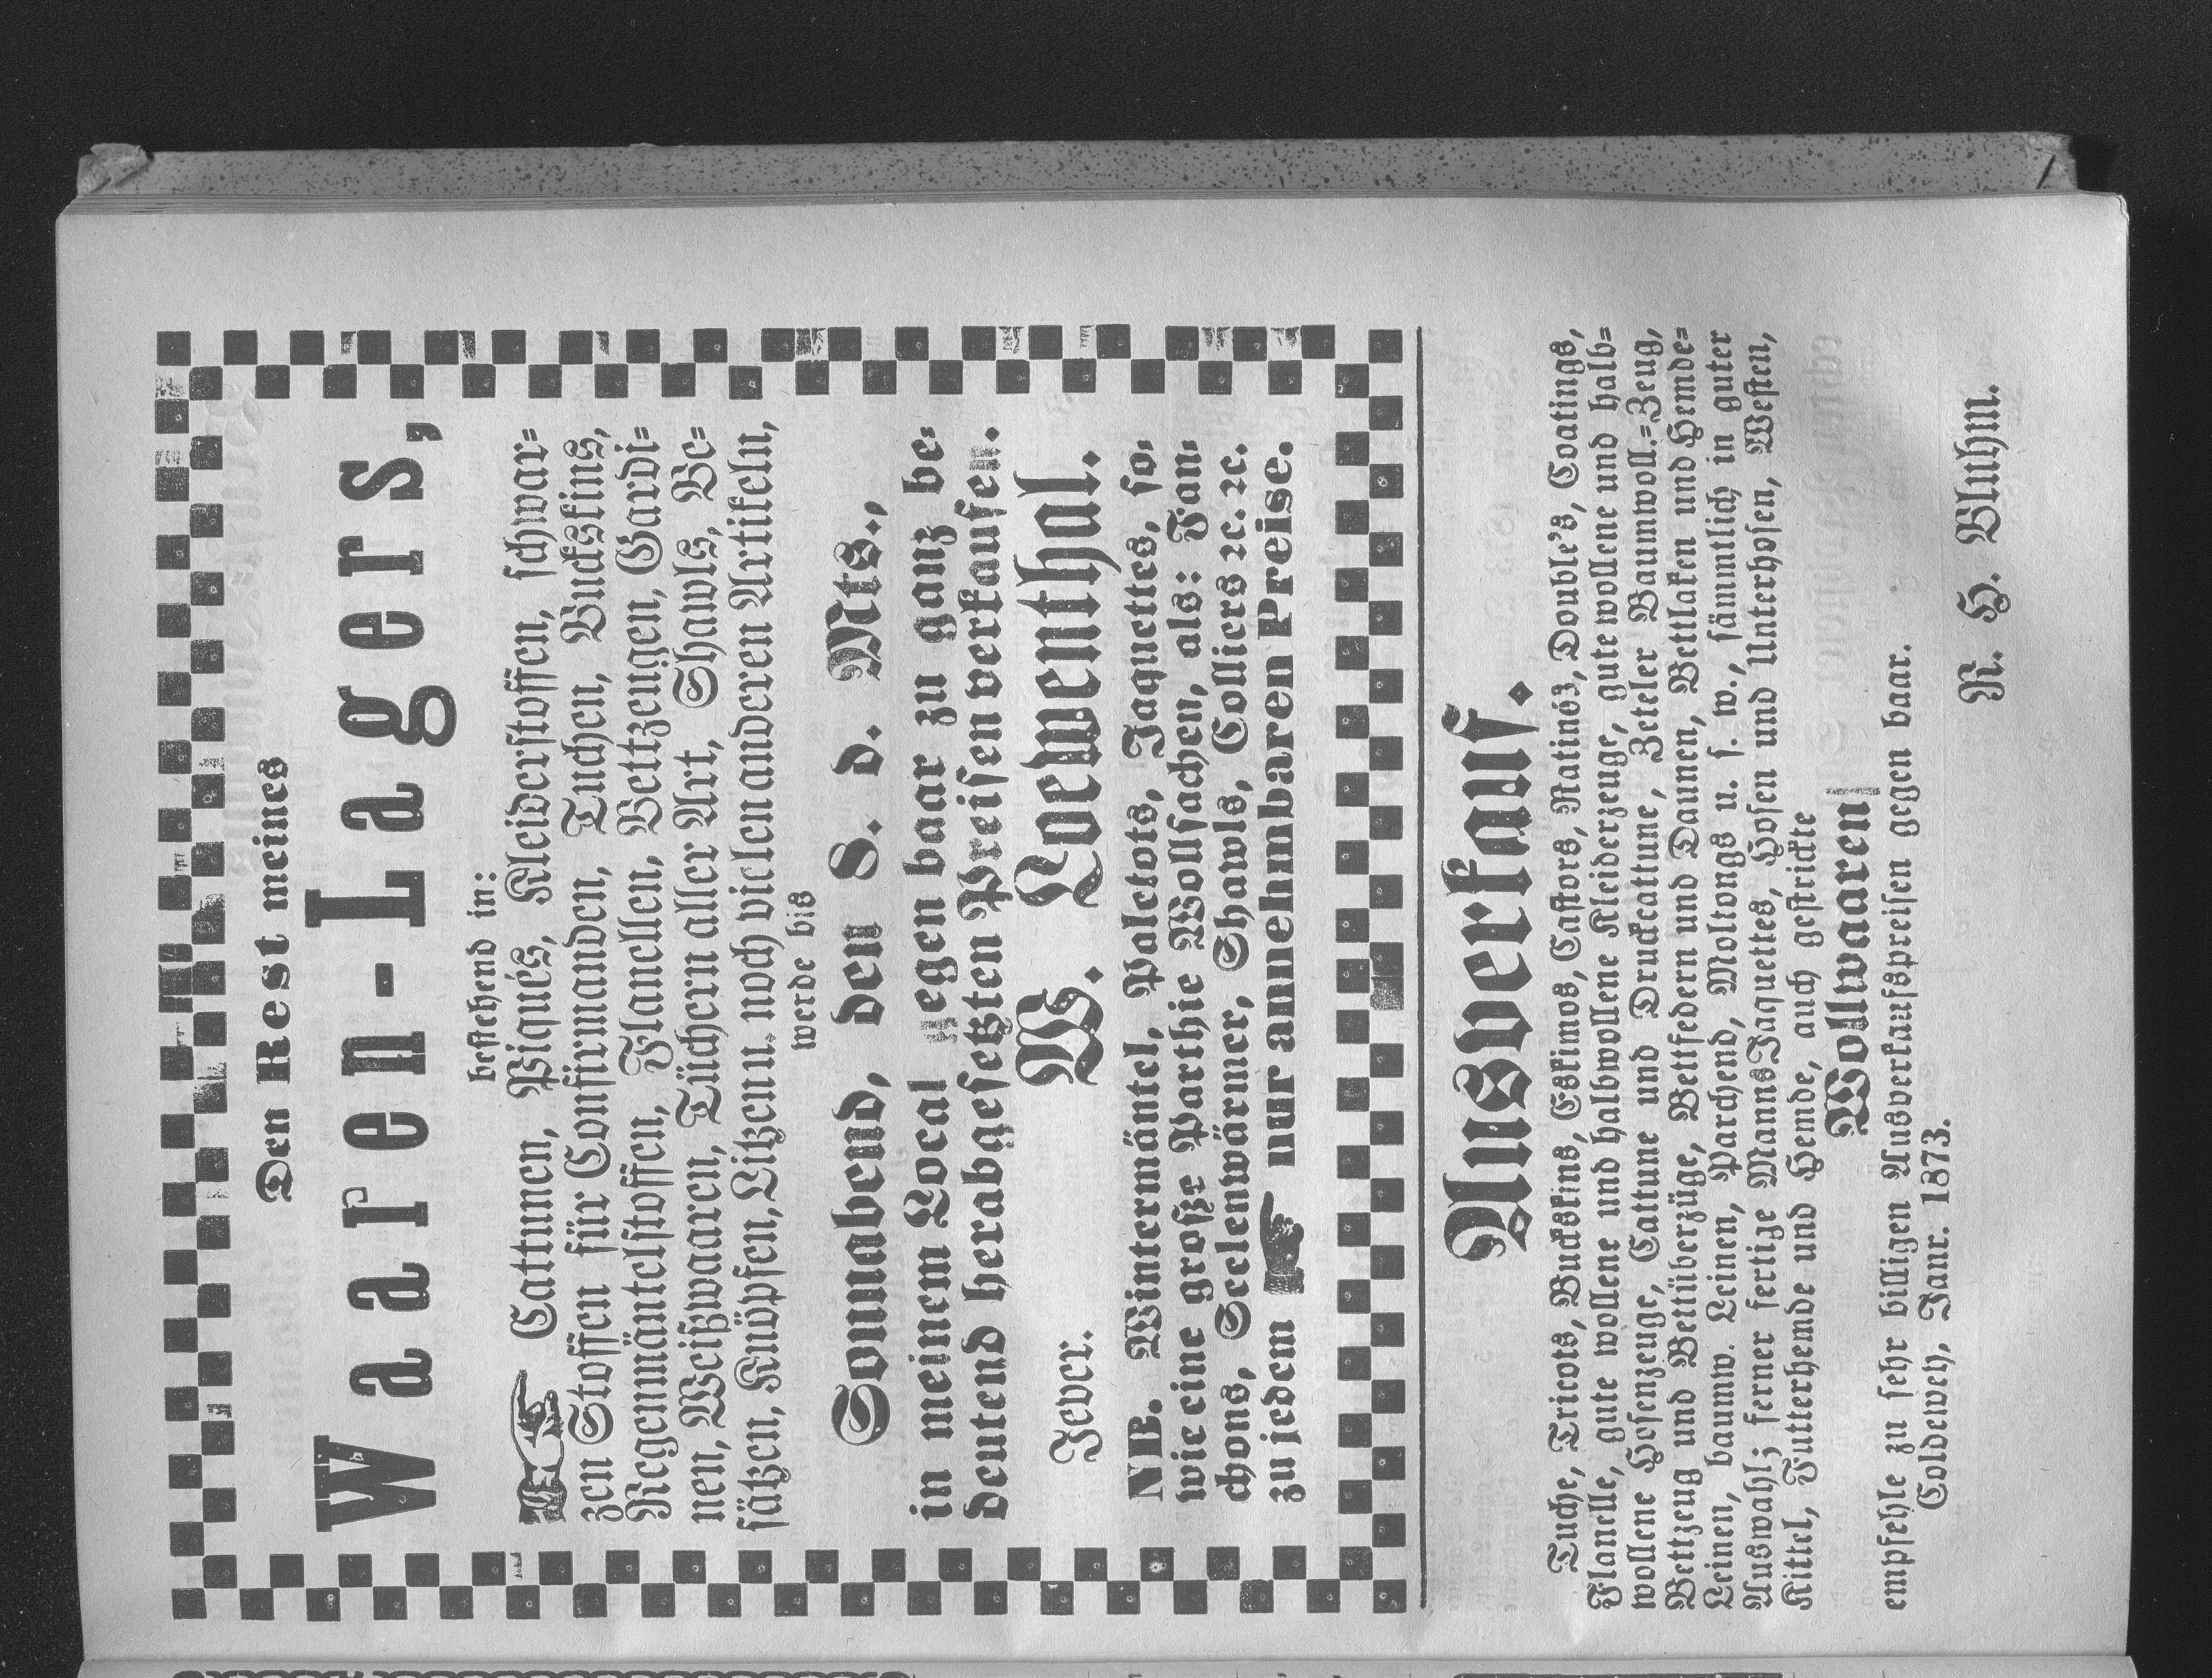 Den Rest meines
Waren-Lagers,
bestehend in:
Cattunen, Piqués, Kleiderstoffen, schwar=
zen Stoffen für Confirmanden, Tuchen, Buckskins,
Regenmäntelstoffen, Flanellen, Bettzeugen, Gardi=
nen, Weißwaaren, Tüchern aller Art, Shawls, Be=
sätzen, Knöpfen, Litzen u. noch vielen anderen Artikeln,
werde bis
Sonnabend, den 8. d. Mts.,
in meinem Local gegen baar zu ganz be=
deutend herabgesetzten Preisen verkaufen.
Jever. W. Loewenthal.
NB. Wintermäntel, Paletots, Jaquettes, so=
wie eine große Parthie Wollsachen, als: Fan=
chons, Seelenwärmer, Shawls, Colliers ꝛc. ꝛc.
zu jedem nur annehmbaren Preise.
Ausverkauf.
Tuche, Tricots, Buckskins, Eskimos, Castors, Ratinés, Double's, Coatings,
Flanelle, gute wollene und halbwollene Kleiderzeuge, gute wollene und halb=
wollene Hosenzeuge, Cattune und Druckcattune, Zeteler Baumwoll.=Zeug,
Bettzeug und Bettüberzüge, Bettfedern und Daunen, Bettlaken und Hemde=
Leinen, baumw. Leinen, Parchend, Moltongs u. s. w., sämmtlich in guter
Auswahl; ferner fertige MannsJaquettes, Hosen und Unterhosen, Westen,
Kittel, Futterhemde und Hemde, auch gestrickte
Wollwaaren
empfehle zu sehr billigen Ausverkaufspreisen gegen baar.
Coldewey, Janr. 1873.
R. H. Bluhm.